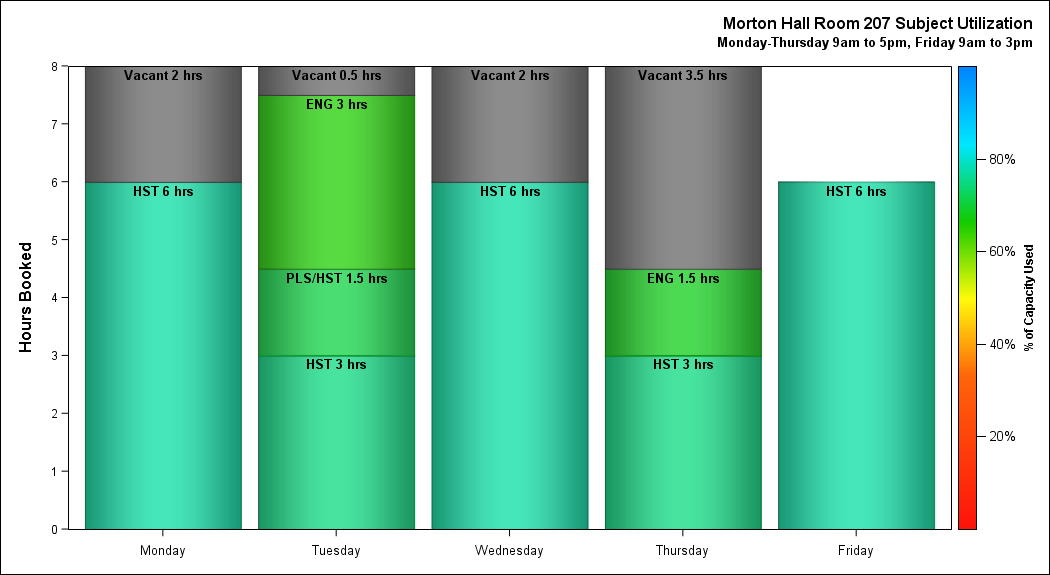 Morton Hall Room 207 Subject Utilization
Monday-Thursday 9am to 5pm, Friday 9am to 3pm
Hours Booked
8
7
6
5
4
3
2
1
0
Vacant 2 hrs
HST 6 hrs
Vacant 0.5 hrs
ENG 3 hrs
PLS/HST 1.5 hrs
HST 3 hrs
Vacant 2 hrs
HST 6 hrs
Vacant 3.5 hrs
ENG 1.5 hrs
HST 3 hrs
HST 6 hrs
Monday
Tuesday
Wednesday
Thursday
Friday
80%
60%
40%
20%
% of Capacity Used